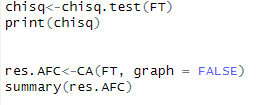 chisq<-chisq.test(FT)
print(chisq)
res.AFC<-CA(FT, graph = FALSE)
summary(res.AFC)